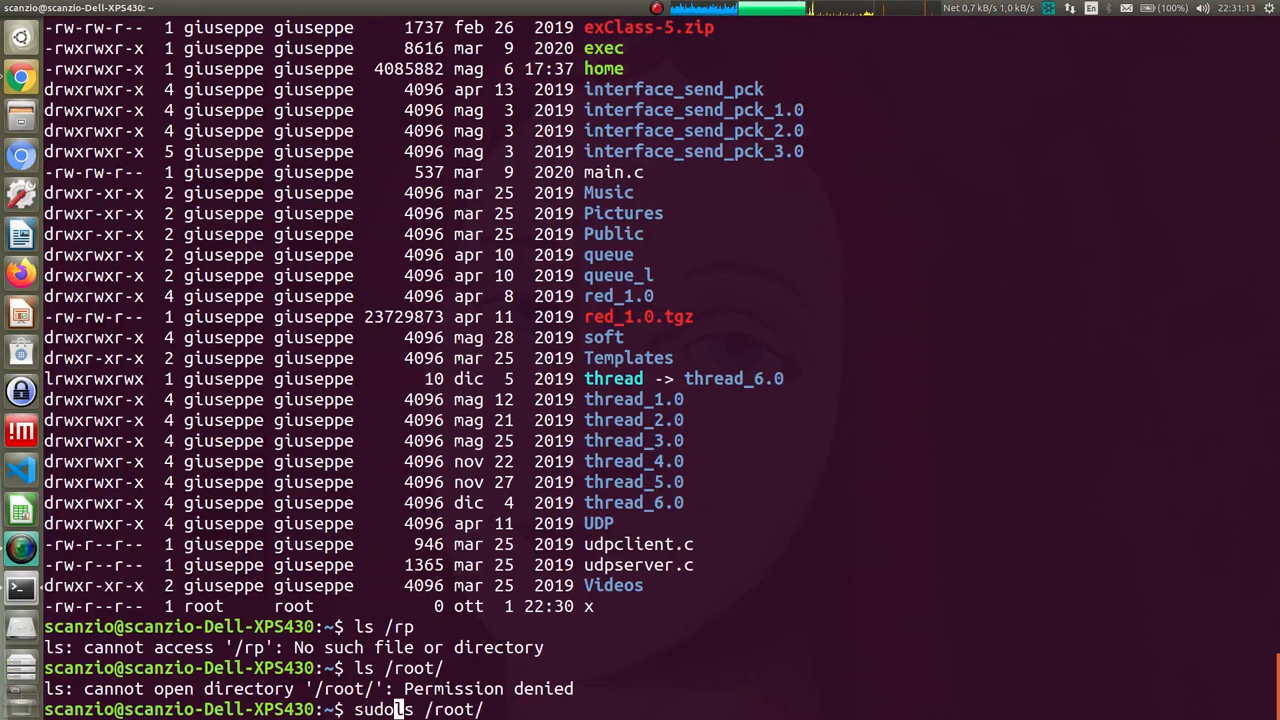 scanzio@scanzio-Dell-XPS430: ~ Net 0,7 kB/s 1,0 kB/s En (100%) 22:31:13
-rw-rw-r-- 1 giuseppe giuseppe 1737 feb 26 2019 exClass-5.zip
-rwxrwxr-x 1 giuseppe giuseppe 8616 mar 9 2020 exec
-rwxrwxr-x 1 giuseppe giuseppe 4085882 mag 6 17:37 home
drwxrwxr-x 4 giuseppe giuseppe 4096 apr 13 2019 interface_send_pck
drwxrwxr-x 4 giuseppe giuseppe 4096 mag 3 2019 interface_send_pck_1.0
drwxrwxr-x 4 giuseppe giuseppe 4096 mag 3 2019 interface_send_pck_2.0
drwxrwxr-x 5 giuseppe giuseppe 4096 mag 3 2019 interface_send_pck_3.0
-rw-rw-r-- 1 giuseppe giuseppe 537 mar 9 2020 main.c
drwxr-xr-x 2 giuseppe giuseppe 4096 mar 25 2019 Music
drwxr-xr-x 2 giuseppe giuseppe 4096 mar 25 2019 Pictures
drwxr-xr-x 2 giuseppe giuseppe 4096 mar 25 2019 Public
drwxrwxr-x 2 giuseppe giuseppe 4096 apr 10 2019 queue
drwxrwxr-x 2 giuseppe giuseppe 4096 apr 10 2019 queue_l
drwxrwxr-x 4 giuseppe giuseppe 4096 apr 8 2019 red_1.0
-rw-rw-r-- 1 giuseppe giuseppe 23729873 apr 11 2019 red_1.0.tgz
drwxrwxr-x 4 giuseppe giuseppe 4096 mag 28 2019 soft
drwxr-xr-x 2 giuseppe giuseppe 4096 mar 25 2019 Templates
lrwxrwxrwx 1 giuseppe giuseppe 10 dic 5 2019 thread -> thread_6.0
drwxrwxr-x 4 giuseppe giuseppe 4096 mag 12 2019 thread_1.0
drwxrwxr-x 4 giuseppe giuseppe 4096 mag 21 2019 thread_2.0
drwxrwxr-x 4 giuseppe giuseppe 4096 mag 25 2019 thread_3.0
drwxrwxr-x 4 giuseppe giuseppe 4096 nov 22 2019 thread_4.0
drwxrwxr-x 4 giuseppe giuseppe 4096 nov 27 2019 thread_5.0
drwxrwxr-x 4 giuseppe giuseppe 4096 dic 4 2019 thread_6.0
drwxrwxr-x 4 giuseppe giuseppe 4096 apr 11 2019 UDP
-rw-r--r-- 1 giuseppe giuseppe 946 mar 25 2019 udpclient.c
-rw-r--r-- 1 giuseppe giuseppe 1365 mar 25 2019 udpserver.c
drwxr-xr-x 2 giuseppe giuseppe 4096 mar 25 2019 Videos
-rw-r--r-- 1 root root 0 ott 1 22:30 x
scanzio@scanzio-Dell-XPS430:~$ ls /rp
ls: cannot access '/rp': No such file or directory
scanzio@scanzio-Dell-XPS430:~$ ls /root/
ls: cannot open directory '/root/': Permission denied
scanzio@scanzio-Dell-XPS430:~$ sudols /root/